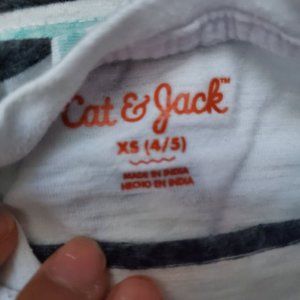 Cat & Jack™
XS (4/5)
MADE IN INDIA
HECHO EN INDIA